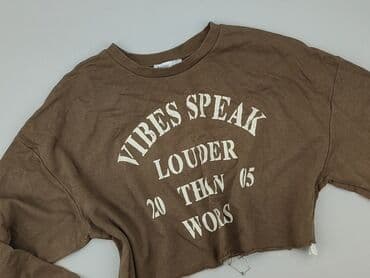 VIBES SPEAK
LOUDER
20 THAN 05
WORS